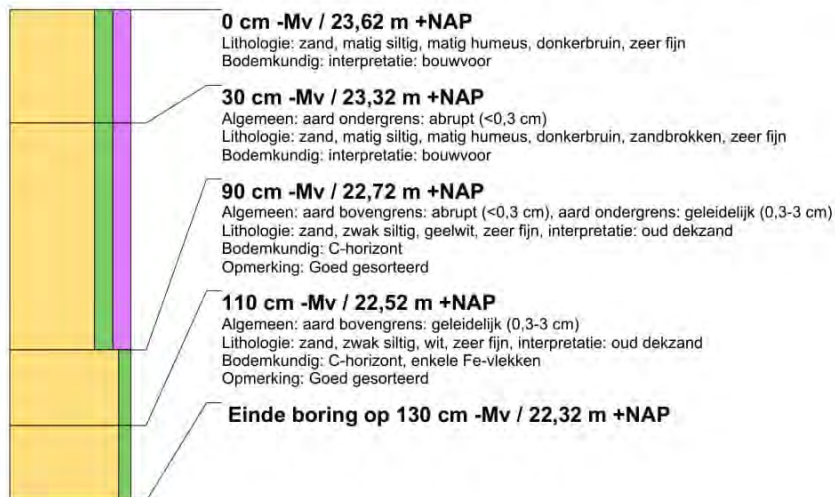 0 cm -Mv / 23,62 m +NAP
Lithologie: zand, matig siltig, matig humeus, donkerbruin, zeer fijn
Bodemkundig: interpretatie: bouwvoor
30 cm -Mv / 23,32 m +NAP
Algemeen: aard ondergrens: abrupt (<0,3 cm)
Lithologie: zand, matig siltig, matig humeus, donkerbruin, zandbrokken, zeer fijn
Bodemkundig: interpretatie: bouwvoor
90 cm -Mv / 22,72 m +NAP
Algemeen: aard bovengrens: abrupt (<0,3 cm), aard ondergrens: geleidelijk (0,3-3 cm)
Lithologie: zand, zwak siltig, geelwit, zeer fijn, interpretatie: oud dekzand
Bodemkundig: C-horizont
Opmerking: Goed gesorteerd
110 cm -Mv / 22,52 m +NAP
Algemeen: aard bovengrens: geleidelijk (0,3-3 cm)
Lithologie: zand, zwak siltig, wit, zeer fijn, interpretatie: oud dekzand
Bodemkundig: C-horizont, enkele Fe-vlekken
Opmerking: Goed gesorteerd
Einde boring op 130 cm -Mv / 22,32 m +NAP